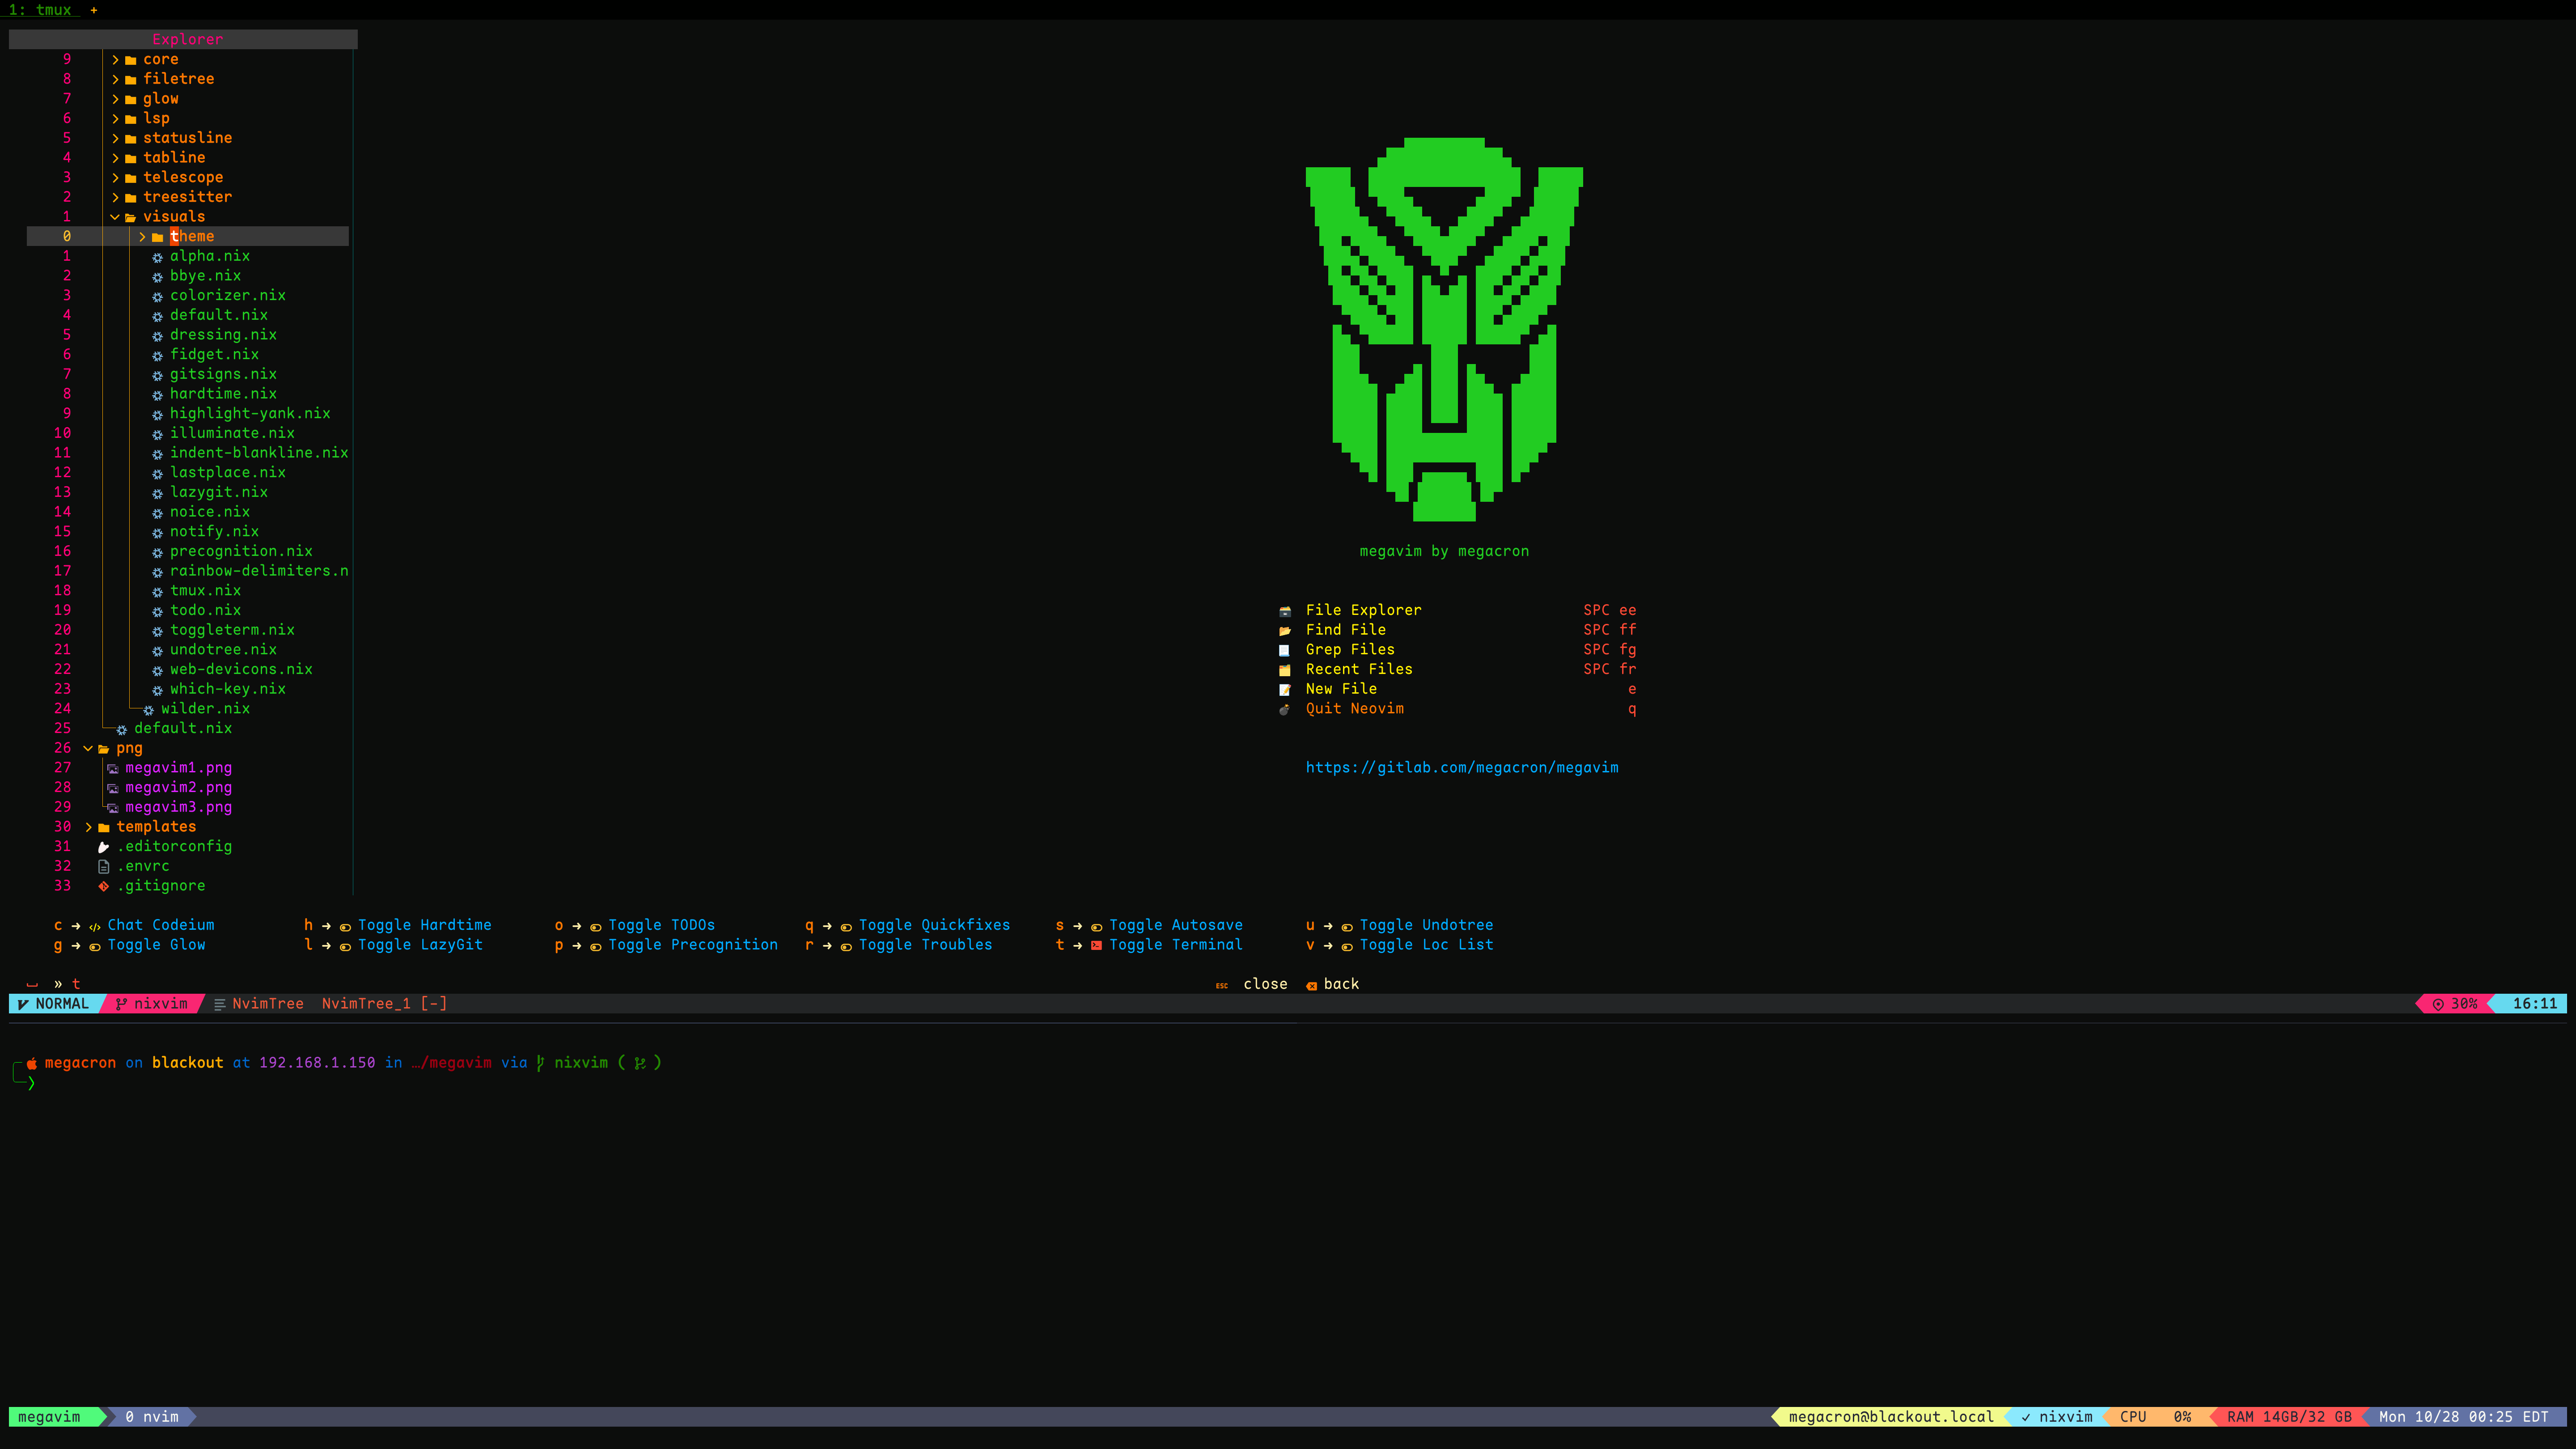 1: tmux +
Explorer
9 core
8 filetree
7 glow
6 lsp
5 statusline
4 tabline
3 telescope
2 treesitter
1 visuals
0 theme
1 alpha.nix
2 bbye.nix
3 colorizer.nix
4 default.nix
5 dressing.nix
6 fidget.nix
7 gitsigns.nix
8 hardtime.nix
9 highlight-yank.nix
10 illuminate.nix
11 indent-blankline.nix
12 lastplace.nix
13 lazygit.nix
14 noice.nix
15 notify.nix
16 precognition.nix
17 rainbow-delimiters.n
18 tmux.nix
19 todo.nix
20 toggleterm.nix
21 undotree.nix
22 web-devicons.nix
23 which-key.nix
24 wilder.nix
25 default.nix
26 png
27 megavim1.png
28 megavim2.png
29 megavim3.png
30 templates
31 .editorconfig
32 .envrc
33 .gitignore
megavim by megacron
File Explorer SPC ee
Find File SPC ff
Grep Files SPC fg
Recent Files SPC fr
New File e
Quit Neovim q
https://gitlab.com/megacron/megavim
c → Chat Codeium h → Toggle Hardtime o → Toggle TODOs q → Toggle Quickfixes s → Toggle Autosave u → Toggle Undotree
g → Toggle Glow l → Toggle LazyGit p → Toggle Precognition r → Toggle Troubles t → Toggle Terminal v → Toggle Loc List
» t ESC close back
NORMAL nixvim NvimTree NvimTree_1 [-] 30% 16:11
megacron on blackout at 192.168.1.150 in …/megavim via nixvim ( )
megavim 0 nvim megacron@blackout.local ✓ nixvim CPU 0% RAM 14GB/32 GB Mon 10/28 00:25 EDT